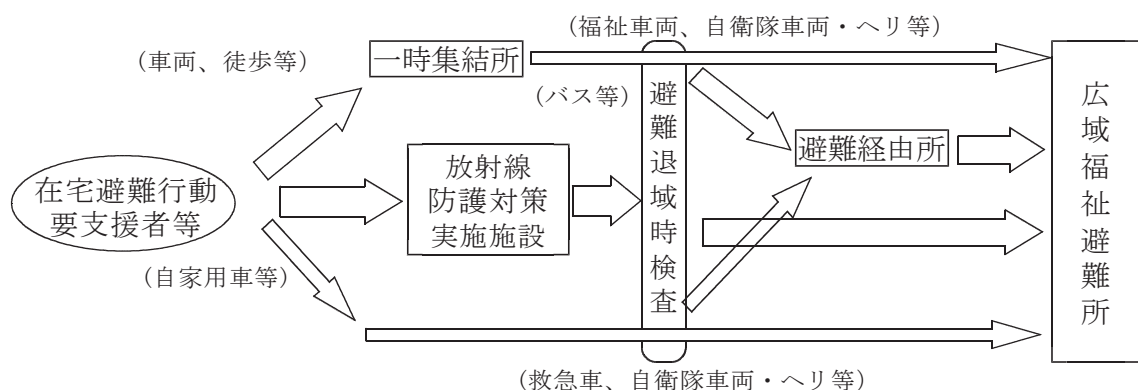 (福祉車両、自衛隊車両・ヘリ等)
(車両、徒歩等)
一時集結所
(バス等)
避難退域時検査
広域福祉避難所
避難経由所
在宅避難行動
要支援者等
放射線
防護対策
実施施設
(自家用車等)
(救急車、自衛隊車両・ヘリ等)